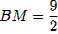 BM = 9/2